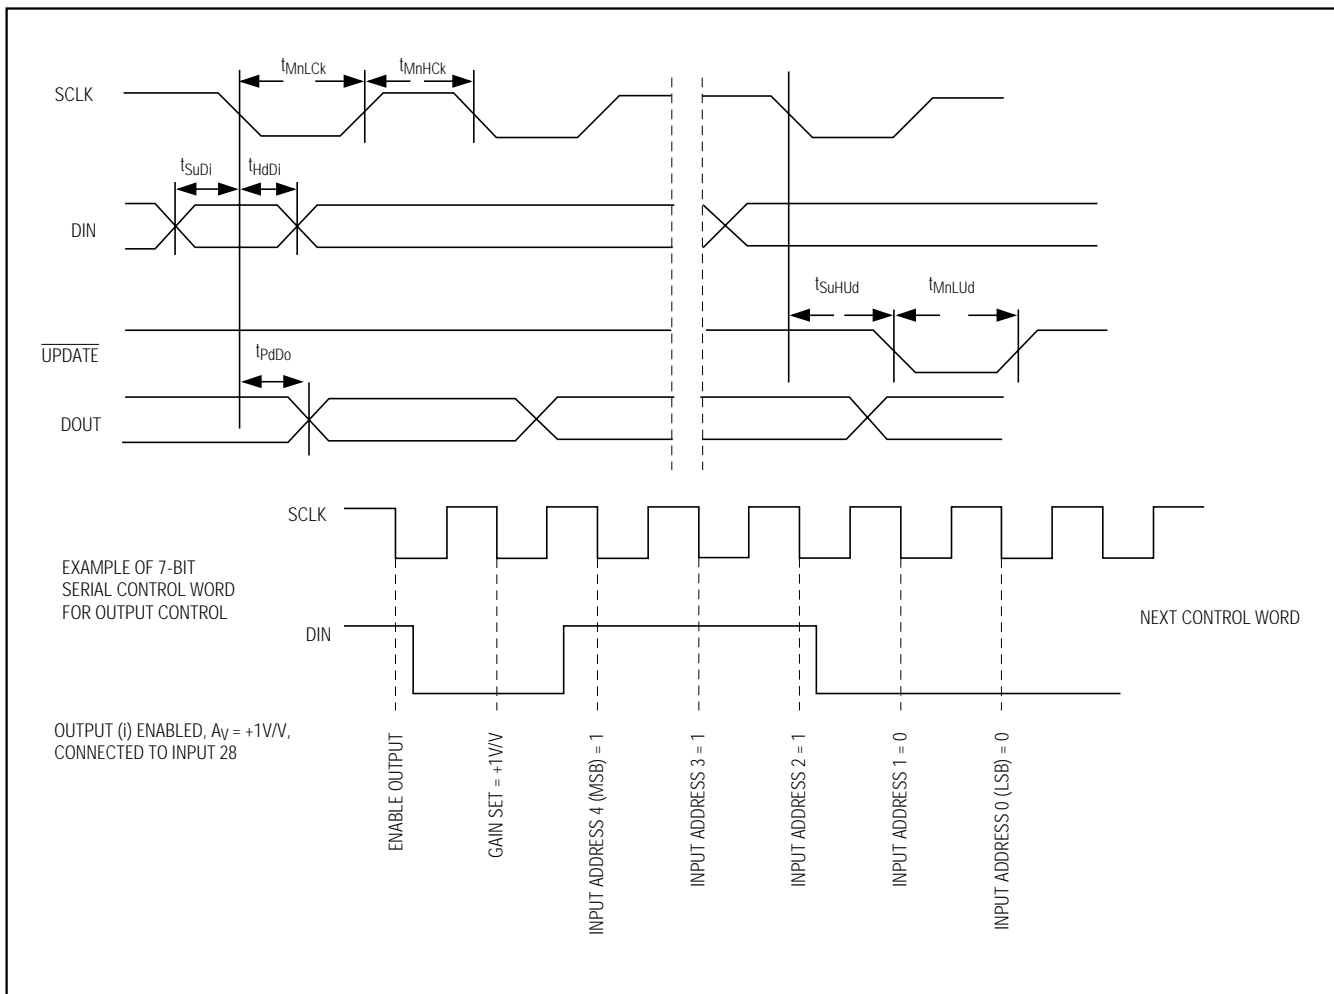 tMnLCk
tMnHCk
SCLK
tSuDi
tHdDi
DIN
tSuHUd
tMnLUd
UPDATE
tPdDo
DOUT
SCLK
EXAMPLE OF 7-BIT
SERIAL CONTROL WORD
FOR OUTPUT CONTROL
NEXT CONTROL WORD
DIN
OUTPUT (i) ENABLED, AV = +1V/V,
CONNECTED TO INPUT 28
ENABLE OUTPUT
GAIN SET = +1V/V
INPUT ADDRESS 4 (MSB) = 1
INPUT ADDRESS 3 = 1
INPUT ADDRESS 2 = 1
INPUT ADDRESS 1 = 0
INPUT ADDRESS 0 (LSB) = 0